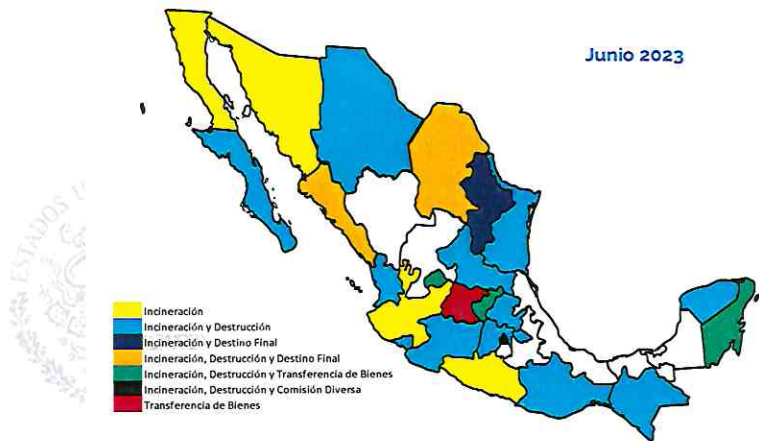 Junio 2023
ESTADOS
Incineración
Incineración y Destrucción
Incineración y Destino Final
Incineración, Destrucción y Destino Final
Incineración, Destrucción y Transferencia de Bienes
Incineración, Destrucción y Comisión Diversa
Transferencia de Bienes